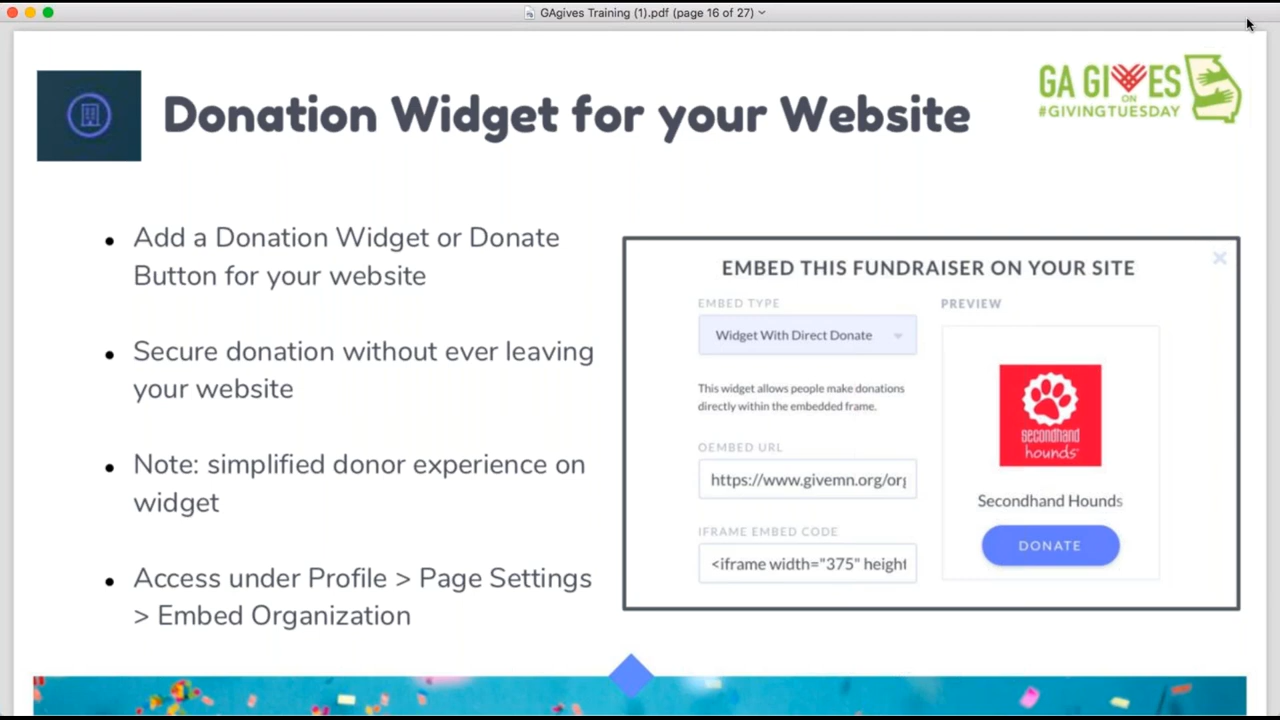 GAgives Training (1).pdf (page 16 of 27)
Donation Widget for your Website
GA GIVES
ON
#GIVINGTUESDAY
• Add a Donation Widget or Donate
Button for your website
• Secure donation without ever leaving
your website
• Note: simplified donor experience on
widget
• Access under Profile > Page Settings
> Embed Organization
EMBED THIS FUNDRAISER ON YOUR SITE
EMBED TYPE
Widget With Direct Donate
This widget allows people make donations
directly within the embedded frame.
OEMBED URL
https://www.givemn.org/org
IFRAME EMBED CODE
<iframe width="375" height
PREVIEW
secondhand
hounds
Secondhand Hounds
DONATE